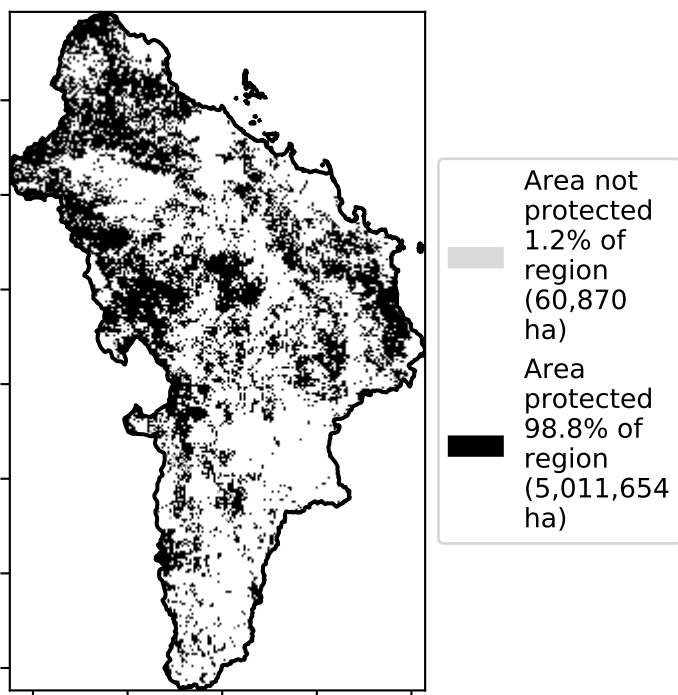 Area not
protected
1.2% of
region
(60,870
ha)
Area
protected
98.8% of
region
(5,011,654
ha)